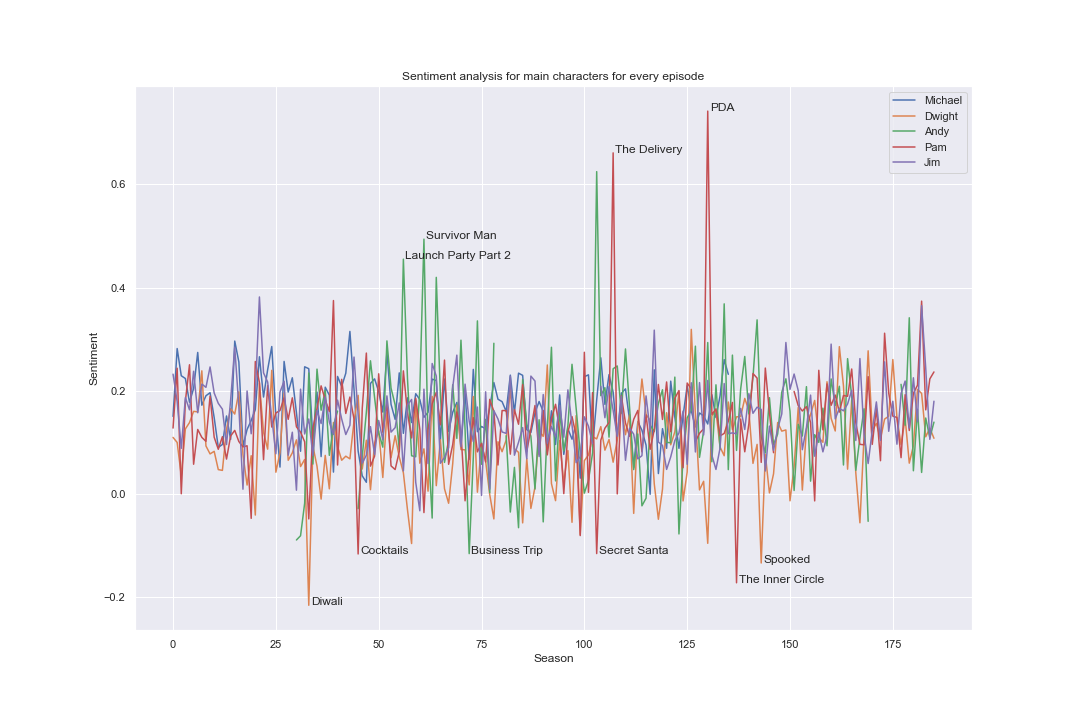 Sentiment analysis for main characters for every episode
PDA
Michael
Dwight
Andy
Pam
Jim
The Delivery
0.6
Survivor Man
Launch Party Part 2
0.4
Sentiment
0.2
0.0
Cocktails
Business Trip
Secret Santa
Spooked
The Inner Circle
−0.2
Diwali
0
25
50
75
100
125
150
175
Season